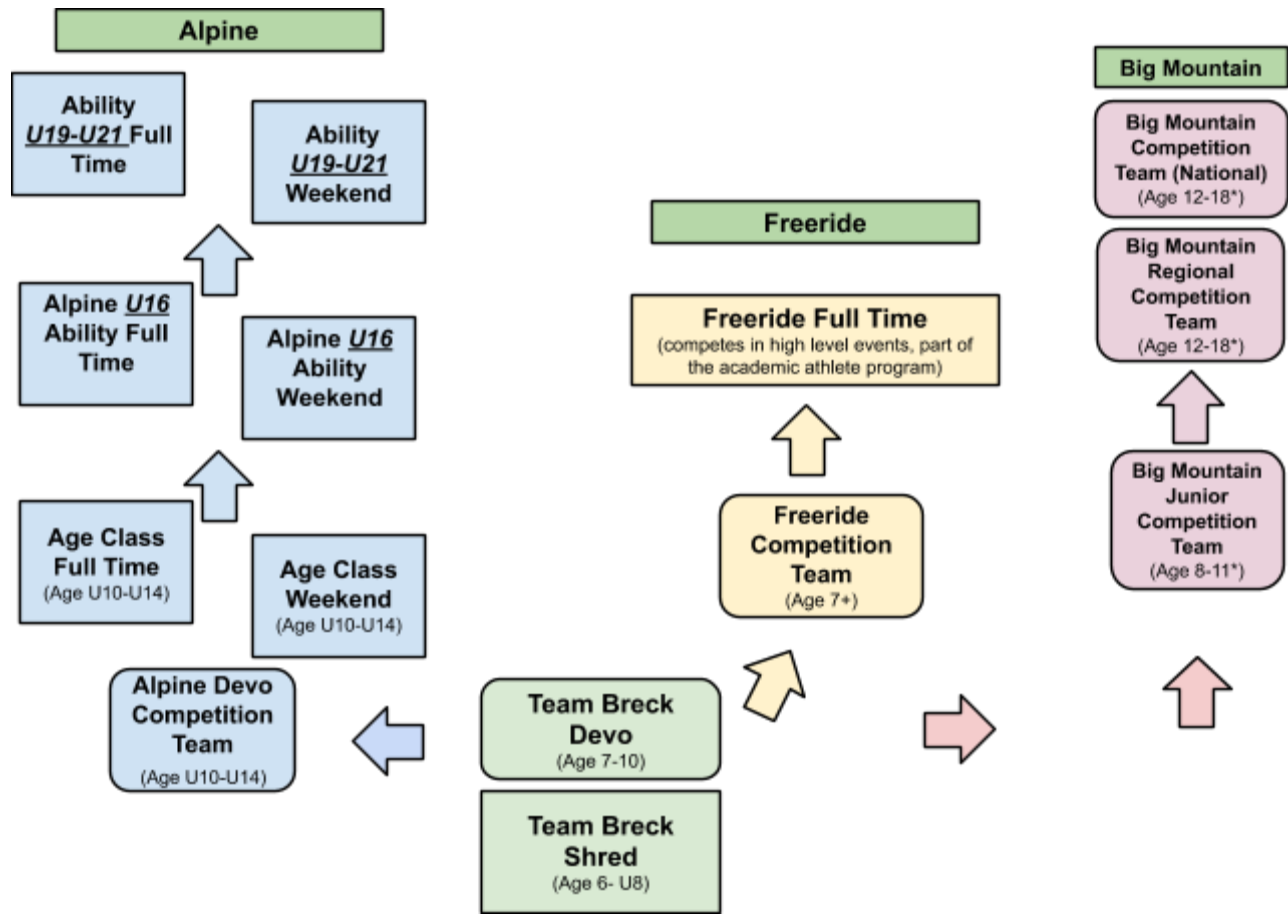 Alpine
Ability
U19-U21 Full
Time
Ability
U19-U21
Weekend
Alpine U16
Ability Full
Time
Alpine U16
Ability
Weekend
Age Class
Full Time
(Age U10-U14)
Age Class
Weekend
(Age U10-U14)
Alpine Devo
Competition
Team
(Age U10-U14)
Freeride
Freeride Full Time
(competes in high level events, part of
the academic athlete program)
Freeride
Competition
Team
(Age 7+)
Team Breck
Devo
(Age 7-10)
Team Breck
Shred
(Age 6- U8)
Big Mountain
Big Mountain
Competition
Team (National)
(Age 12-18*)
Big Mountain
Regional
Competition
Team
(Age 12-18*)
Big Mountain
Junior
Competition
Team
(Age 8-11*)